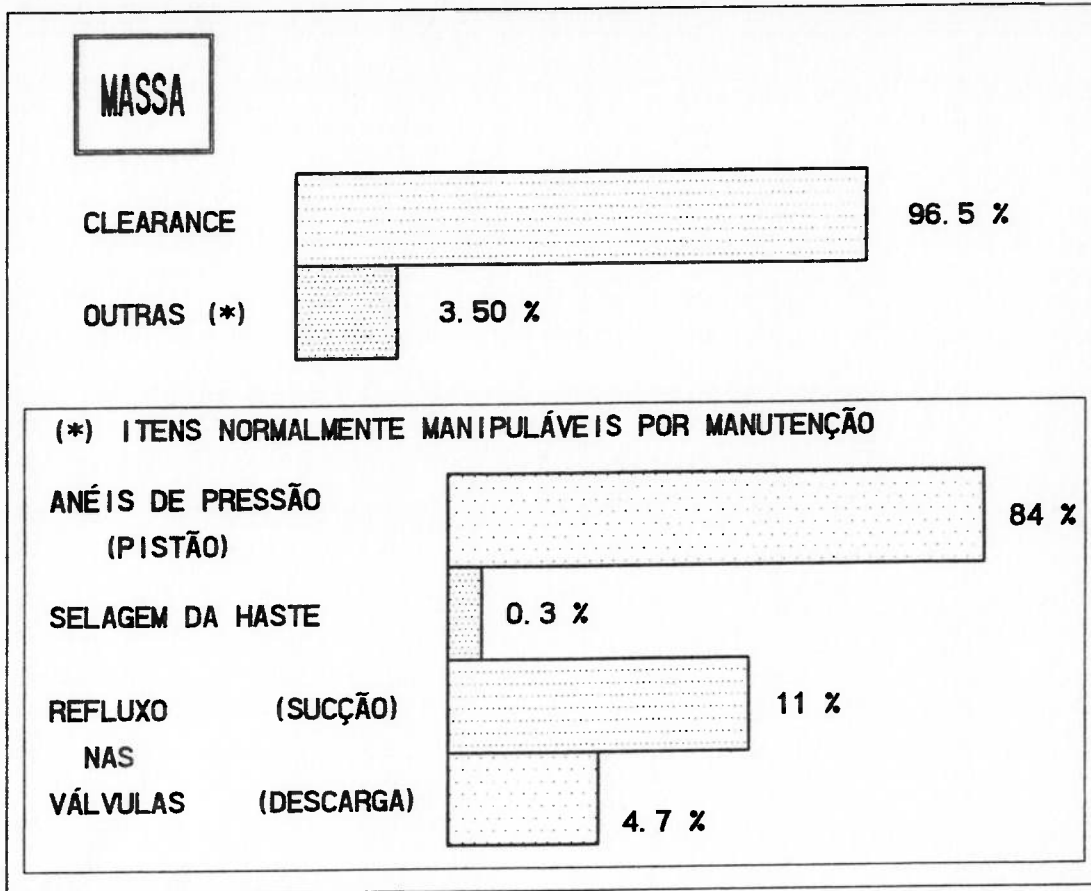 MASSA
CLEARANCE 96.5 %
OUTRAS (*) 3.50 %
(*) ITENS NORMALMENTE MANIPULÁVEIS POR MANUTENÇÃO
ANÉIS DE PRESSÃO 84 %
(PISTÃO)
SELAGEM DA HASTE 0.3 %
REFLUXO (SUCÇÃO) 11 %
NAS
VÁLVULAS (DESCARGA) 4.7 %